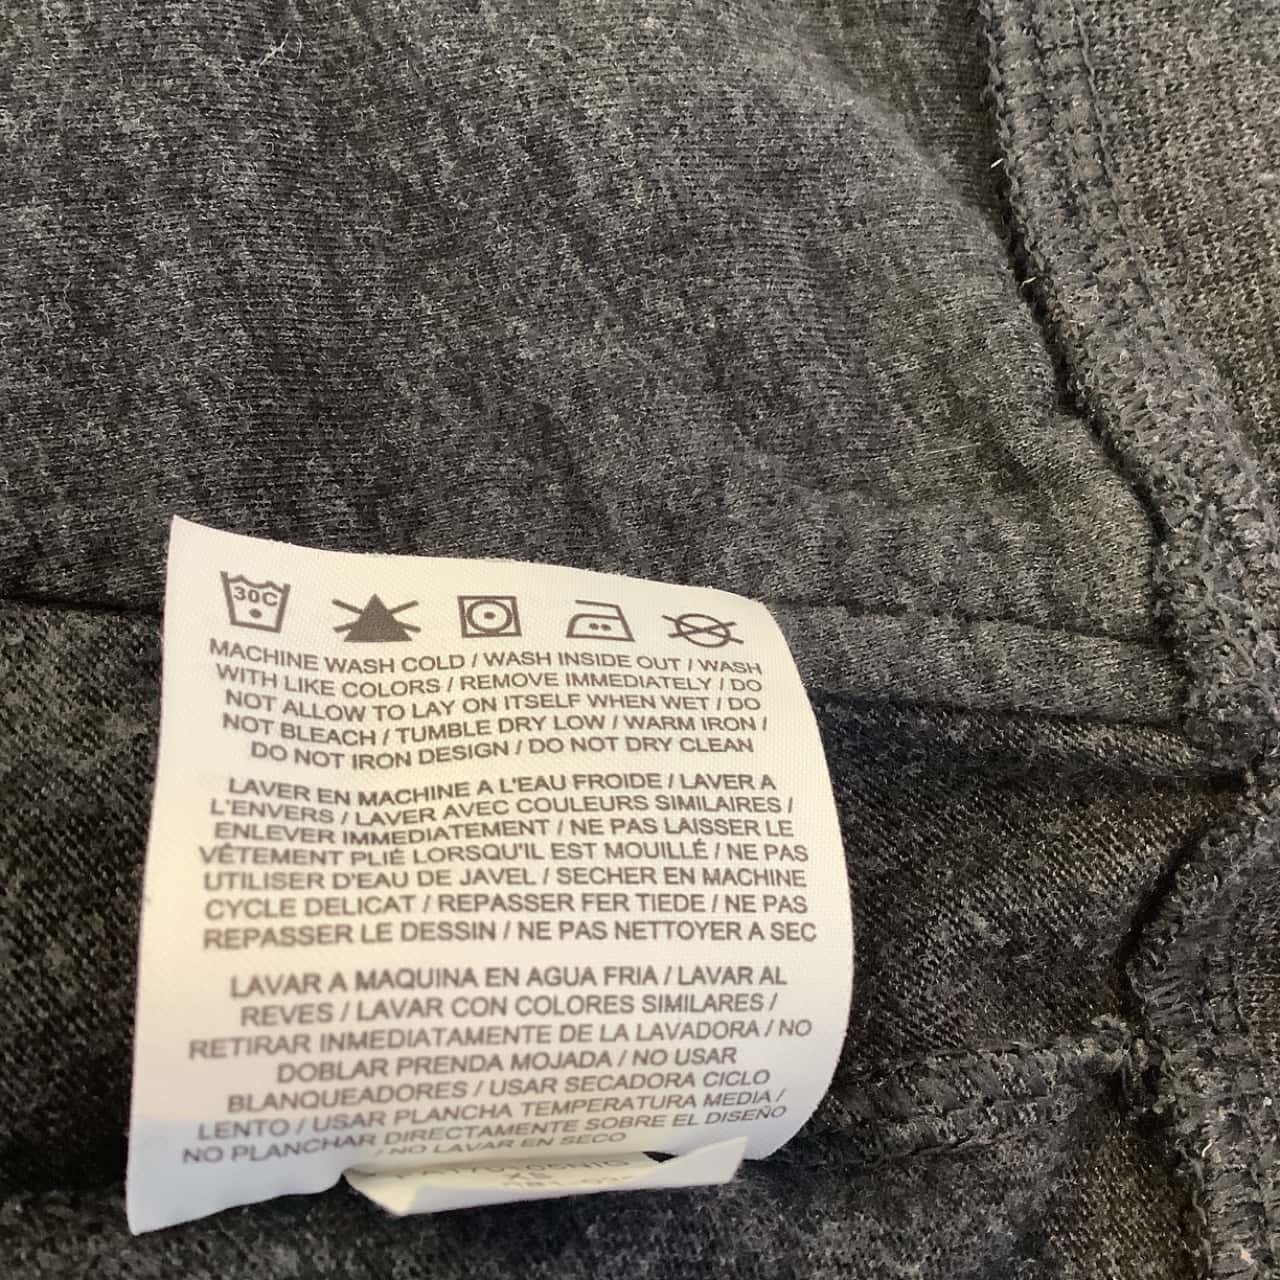 30C
MACHINE WASH COLD / WASH INSIDE OUT / WASH
WITH LIKE COLORS / REMOVE IMMEDIATELY / DO
NOT ALLOW TO LAY ON ITSELF WHEN WET / DO
NOT BLEACH / TUMBLE DRY LOW / WARM IRON /
DO NOT IRON DESIGN / DO NOT DRY CLEAN
LAVER EN MACHINE A L'EAU FROIDE / LAVER A
L'ENVERS / LAVER AVEC COULEURS SIMILAIRES /
ENLEVER IMMEDIATEMENT / NE PAS LAISSER LE
VÊTEMENT PLIÉ LORSQU'IL EST MOUILLÉ / NE PAS
UTILISER D'EAU DE JAVEL / SECHER EN MACHINE
CYCLE DELICAT / REPASSER FER TIEDE / NE PAS
REPASSER LE DESSIN / NE PAS NETTOYER A SEC
LAVAR A MAQUINA EN AGUA FRIA / LAVAR AL
REVES / LAVAR CON COLORES SIMILARES /
RETIRAR INMEDIATAMENTE DE LA LAVADORA / NO
DOBLAR PRENDA MOJADA / NO USAR
BLANQUEADORES / USAR SECADORA CICLO
LENTO / USAR PLANCHA TEMPERATURA MEDIA /
NO PLANCHAR DIRECTAMENTE SOBRE EL DISEÑO
/ NO LAVAR EN SECO
XS